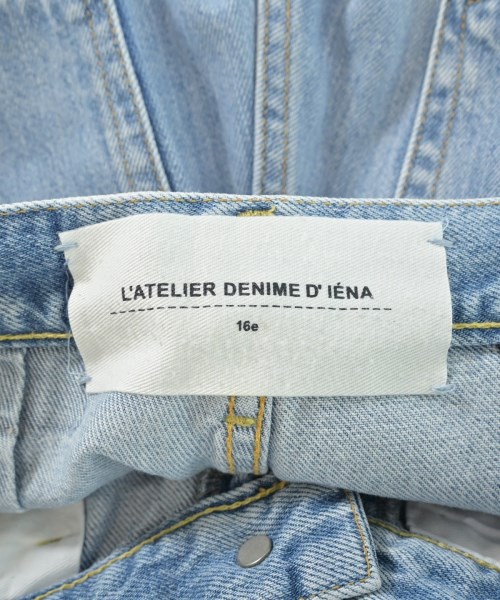 L'ATELIER DENIME D' IÉNA
16e